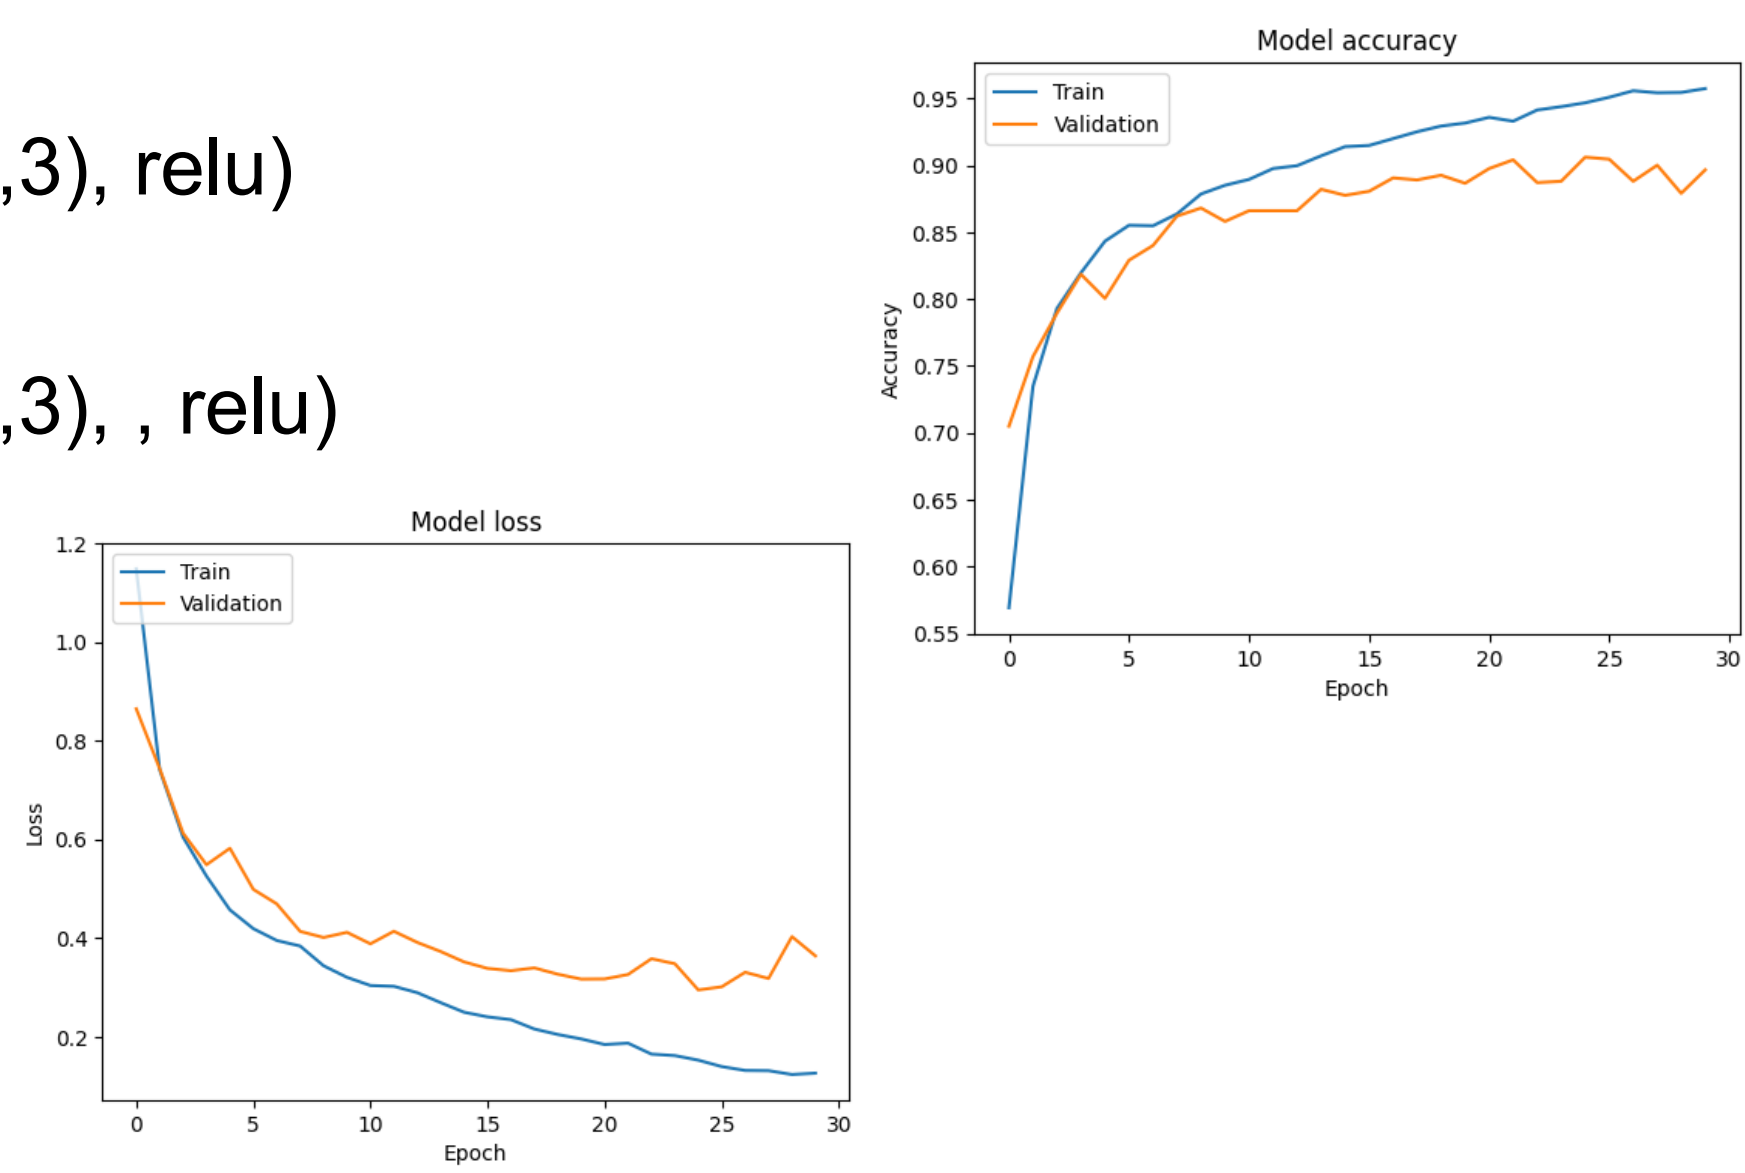 ,3), relu)
,3), , relu)
Model accuracy
Train
Validation
0.95
0.90
0.85
0.80
0.75
0.70
0.65
0.60
0.55
Accuracy
0 5 10 15 20 25 30
Epoch
Model loss
Train
Validation
1.2
1.0
0.8
0.6
0.4
0.2
Loss
0 5 10 15 20 25 30
Epoch